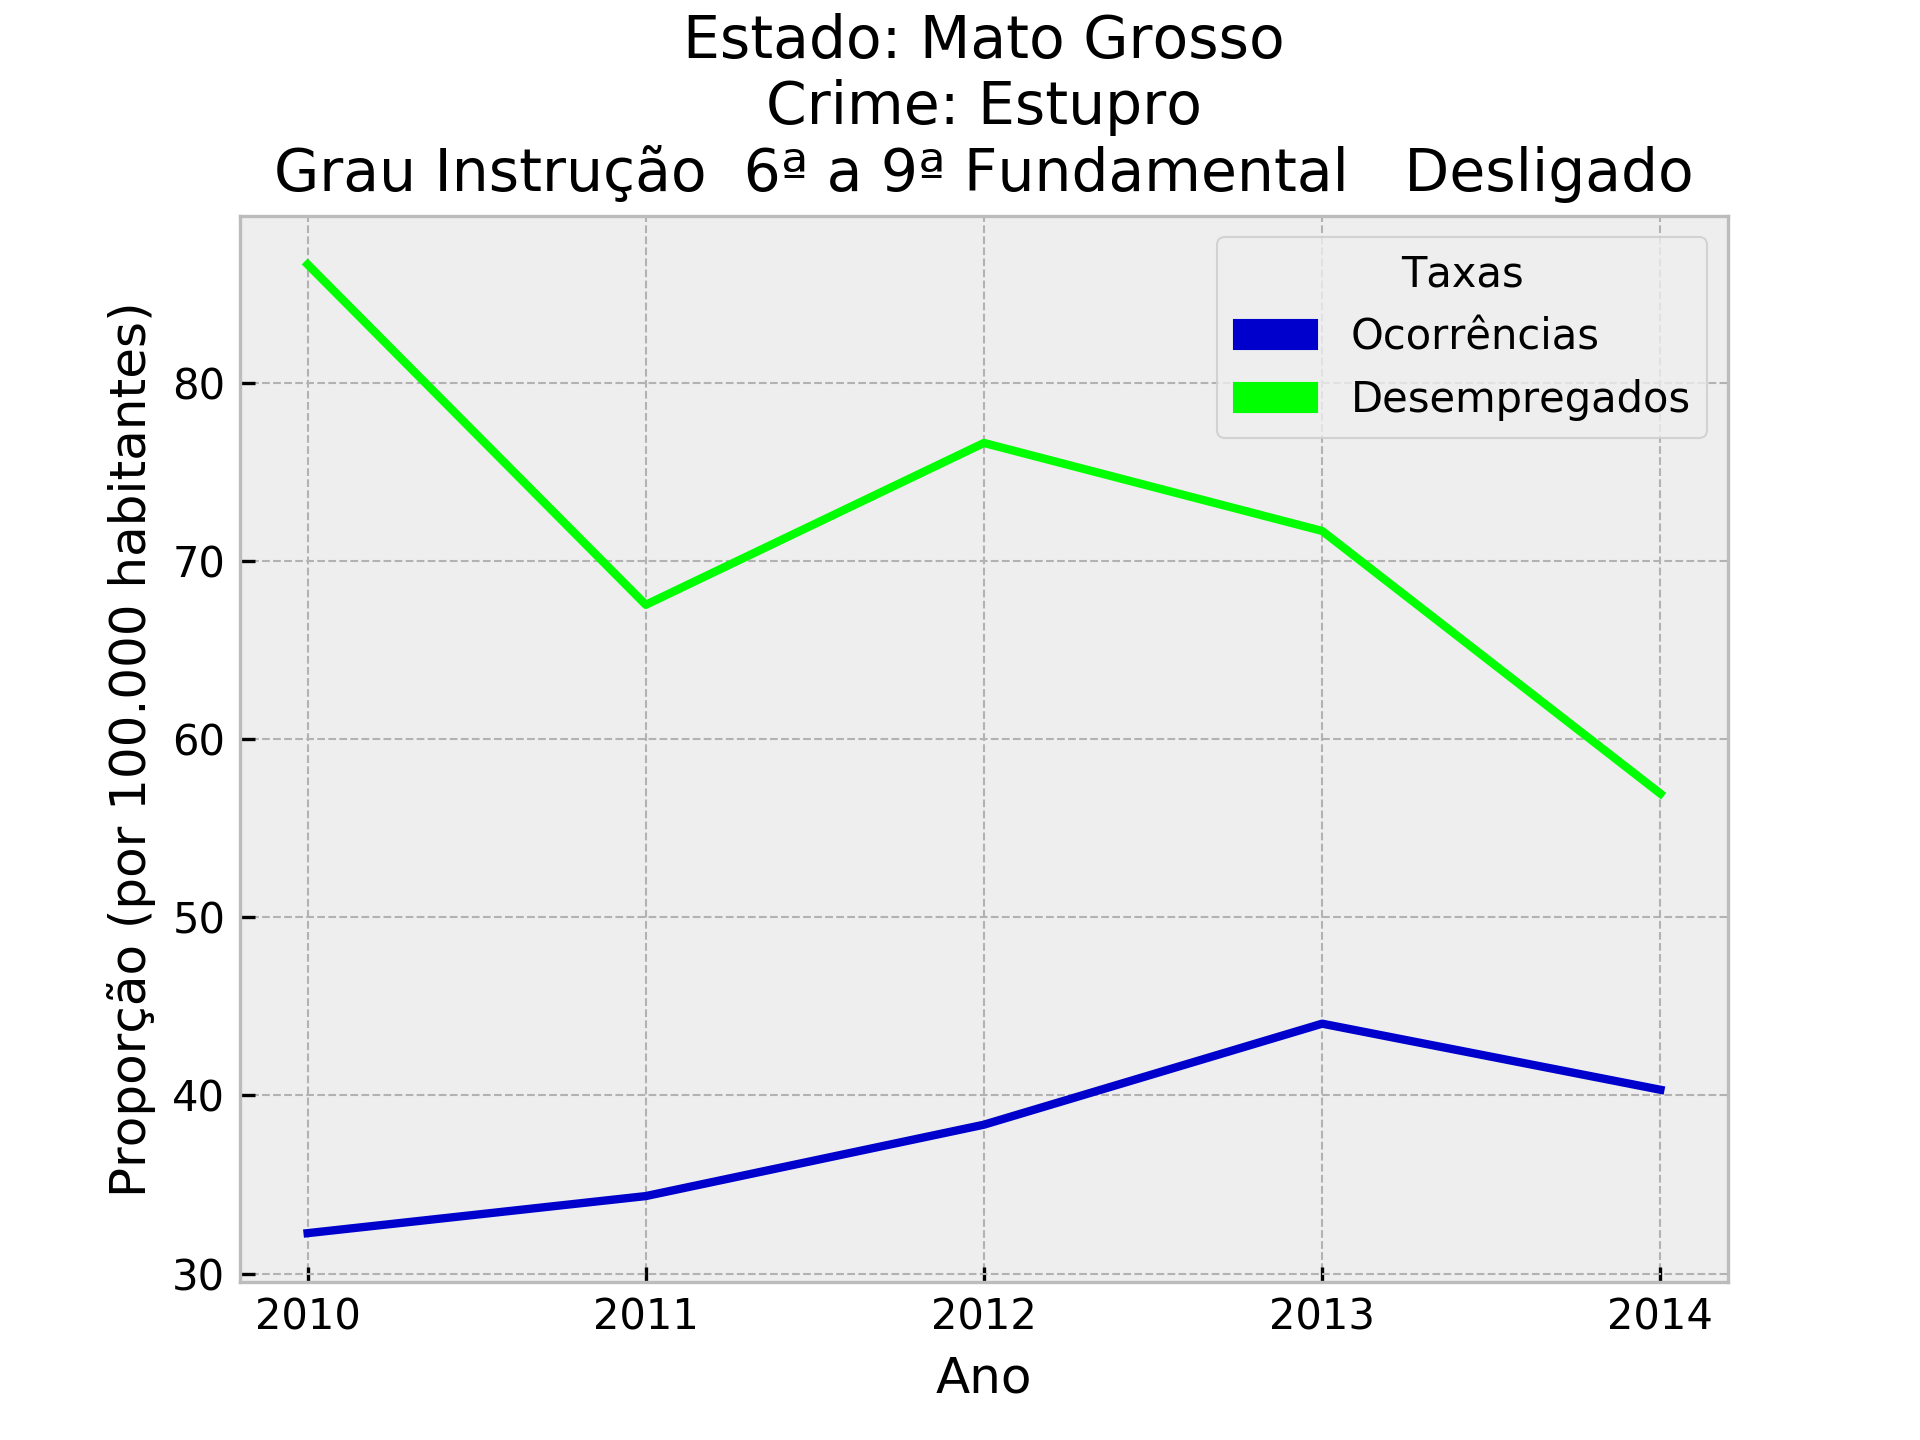 Estado: Mato Grosso
Crime: Estupro
Grau Instrução  6ª a 9ª Fundamental   Desligado
Taxas
Ocorrências
Desempregados
Proporção (por 100.000 habitantes)
80
70
60
50
40
30
2010 2011 2012 2013 2014
Ano